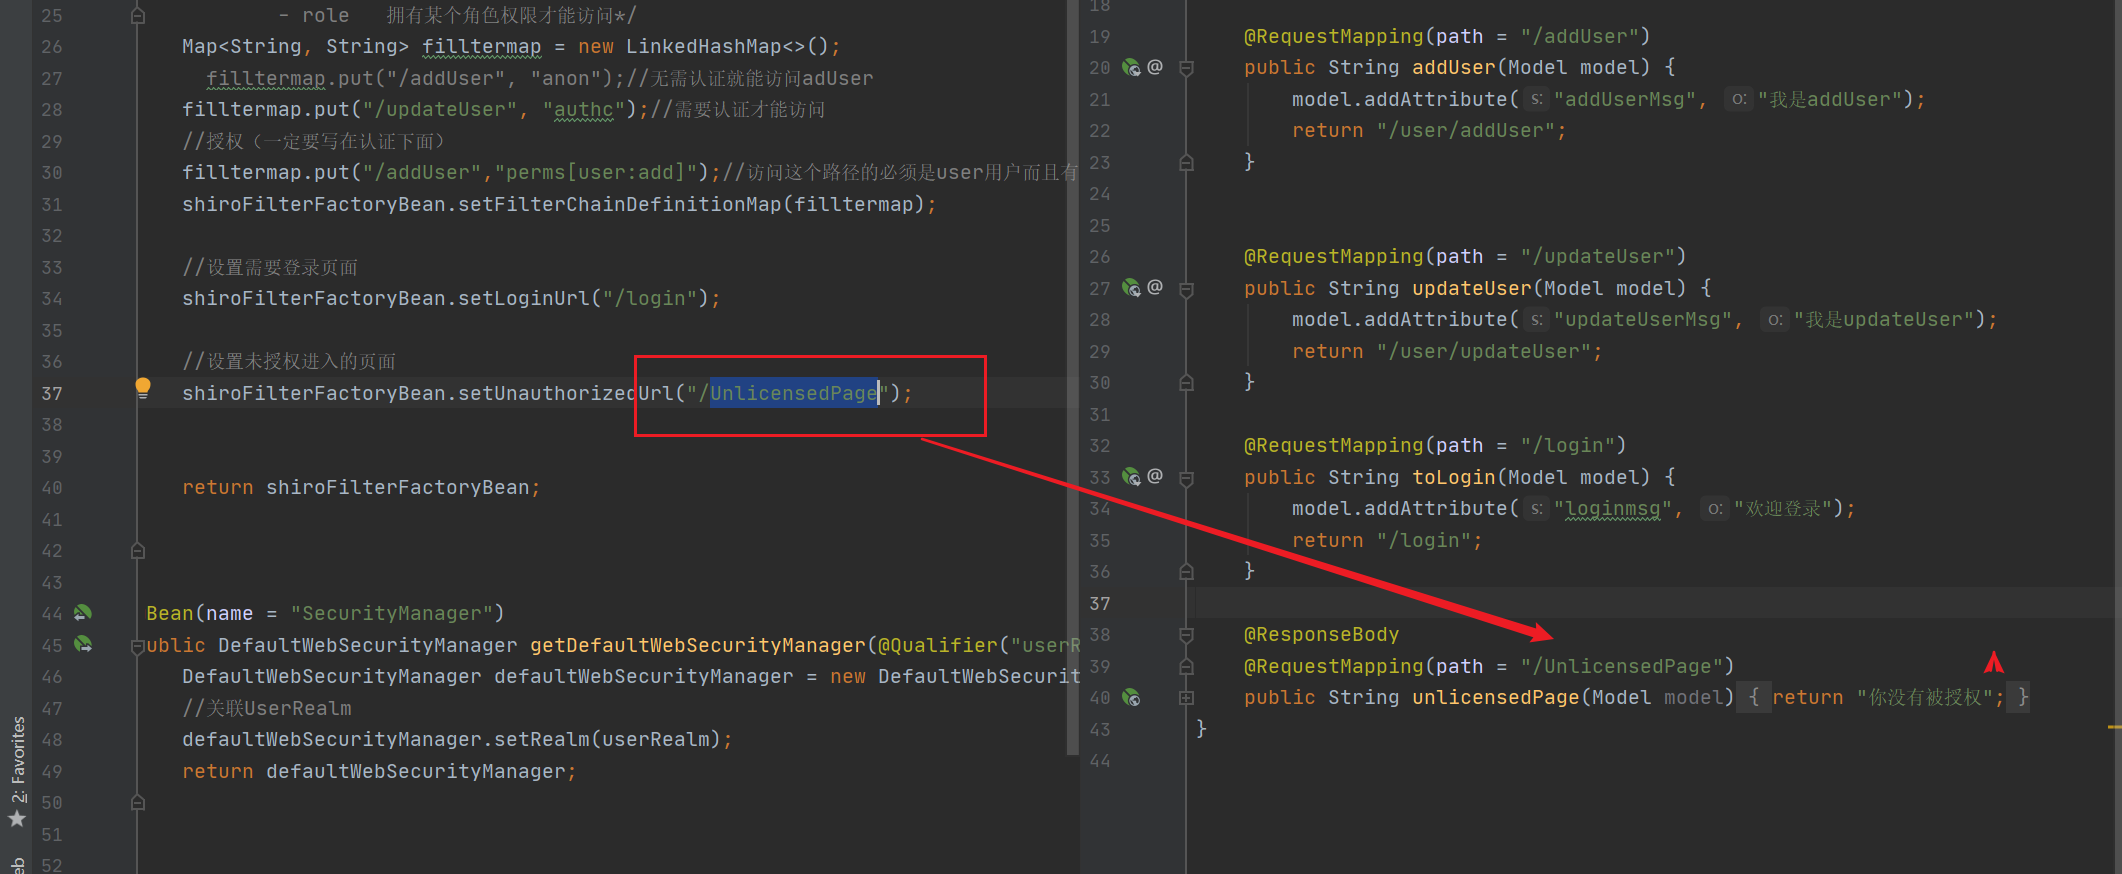 25 - role 拥有某个角色权限才能访问*/
26 Map<String, String> filltermap = new LinkedHashMap<>();
27 filltermap.put("/addUser", "anon");//无需认证就能访问adUser
28 filltermap.put("/updateUser", "authc");//需要认证才能访问
29 //授权（一定要写在认证下面）
30 filltermap.put("/addUser","perms[user:add]");//访问这个路径的必须是user用户而且有
31 shiroFilterFactoryBean.setFilterChainDefinitionMap(filltermap);
32
33 //设置需要登录页面
34 shiroFilterFactoryBean.setLoginUrl("/login");
35
36 //设置未授权进入的页面
37 shiroFilterFactoryBean.setUnauthorizedUrl("/UnlicensedPage");
38
39
40 return shiroFilterFactoryBean;
41
42
43
44 Bean(name = "SecurityManager")
45 ublic DefaultWebSecurityManager getDefaultWebSecurityManager(@Qualifier("userR
46 DefaultWebSecurityManager defaultWebSecurityManager = new DefaultWebSecurit
47 //关联UserRealm
48 defaultWebSecurityManager.setRealm(userRealm);
49 return defaultWebSecurityManager;
50
51
52
2: Favorites
eb
18
19 @RequestMapping(path = "/addUser")
20 @ public String addUser(Model model) {
21 model.addAttribute( s: "addUserMsg", o: "我是addUser");
22 return "/user/addUser";
23 }
24
25
26 @RequestMapping(path = "/updateUser")
27 @ public String updateUser(Model model) {
28 model.addAttribute( s: "updateUserMsg", o: "我是updateUser");
29 return "/user/updateUser";
30 }
31
32 @RequestMapping(path = "/login")
33 @ public String toLogin(Model model) {
34 model.addAttribute( s: "loginmsg", o: "欢迎登录");
35 return "/login";
36 }
37
38 @ResponseBody
39 @RequestMapping(path = "/UnlicensedPage")
40 public String unlicensedPage(Model model) { return "你没有被授权"; }
43 }
44